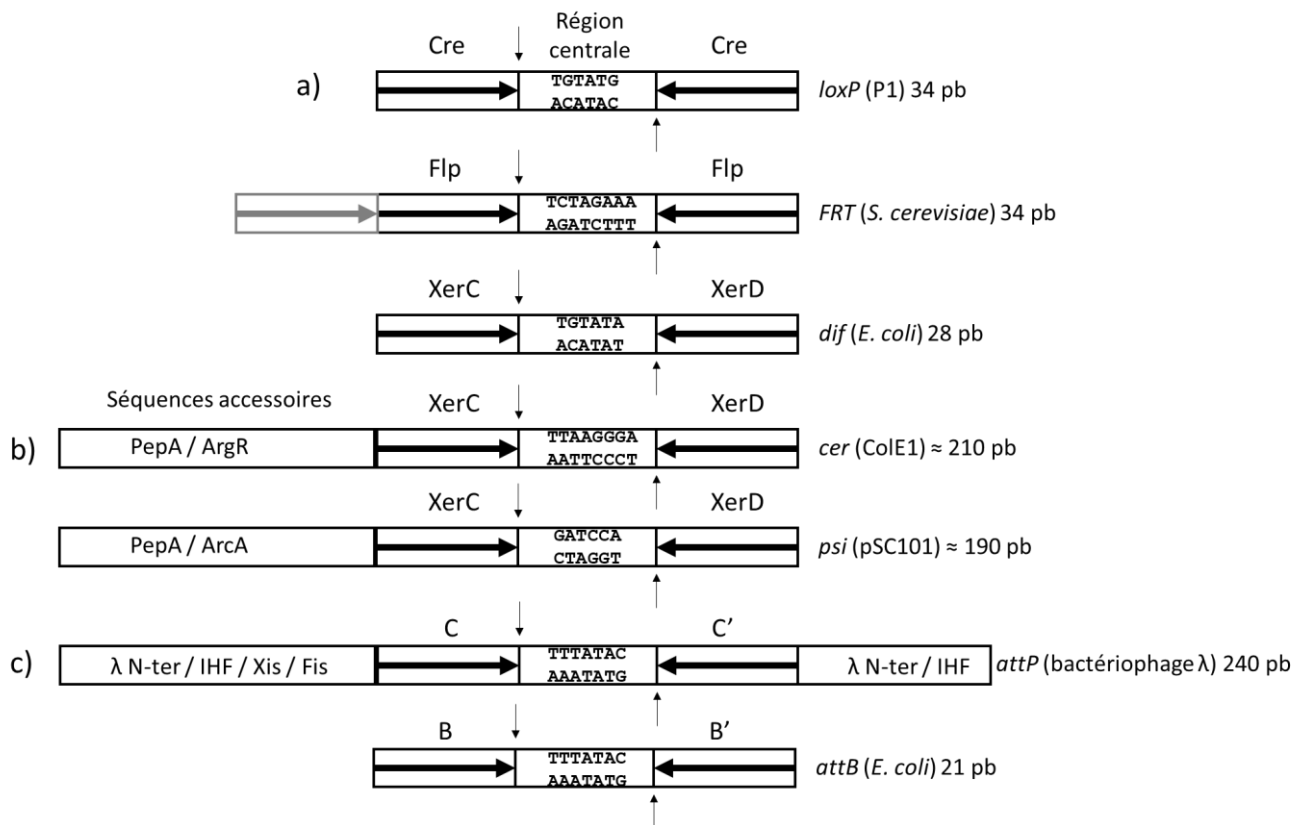 Région
centrale
Cre
Cre
a)
TGTATG
ACATAC
loxP (P1) 34 pb
Flp
Flp
TCTAGAAA
AGATCTTT
FRT (S. cerevisiae) 34 pb
XerC
XerD
TGTATA
ACATAT
dif (E. coli) 28 pb
Séquences accessoires
XerC
XerD
b)
PepA / ArgR
TTAAGGGA
AATTCCCT
cer (ColE1) ≈ 210 pb
XerC
XerD
PepA / ArcA
GATCCA
CTAGGT
psi (pSC101) ≈ 190 pb
C
C’
c)
λ N-ter / IHF / Xis / Fis
TTTATAC
AAATATG
λ N-ter / IHF
attP (bactériophage λ) 240 pb
B
B’
TTTATAC
AAATATG
attB (E. coli) 21 pb